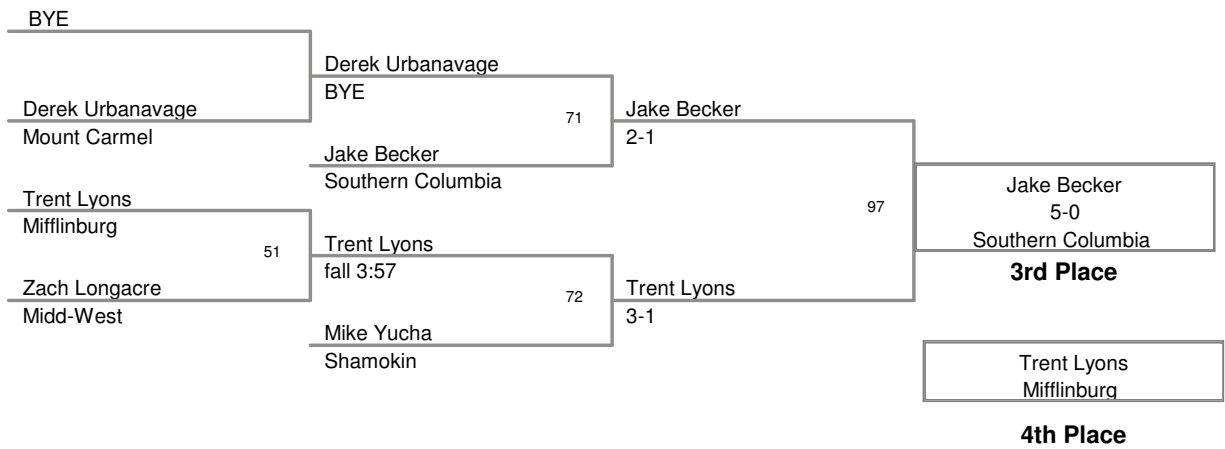 BYE
Derek Urbanavage
Mount Carmel
Trent Lyons
Mifflinburg
51
Zach Longacre
Midd-West
Derek Urbanavage
BYE
71
Jake Becker
Southern Columbia
Trent Lyons
fall 3:57
72
Mike Yucha
Shamokin
Jake Becker
2-1
97
Trent Lyons
3-1
Jake Becker
5-0
Southern Columbia
3rd Place
Trent Lyons
Mifflinburg
4th Place